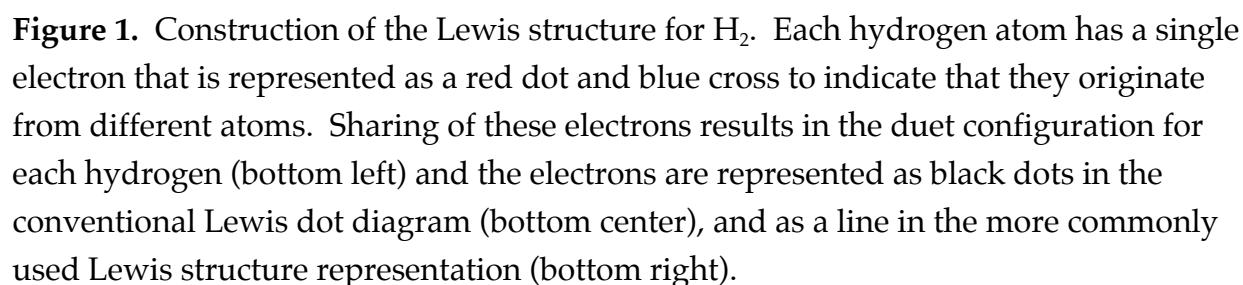 Figure 1. Construction of the Lewis structure for H₂. Each hydrogen atom has a single
electron that is represented as a red dot and blue cross to indicate that they originate
from different atoms. Sharing of these electrons results in the duet configuration for
each hydrogen (bottom left) and the electrons are represented as black dots in the
conventional Lewis dot diagram (bottom center), and as a line in the more commonly
used Lewis structure representation (bottom right).